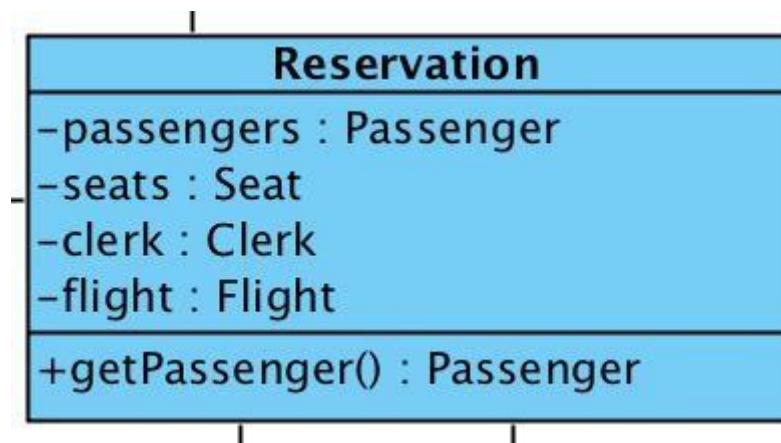 Reservation
-passengers : Passenger
-seats : Seat
-clerk : Clerk
-flight : Flight
+getPassenger() : Passenger